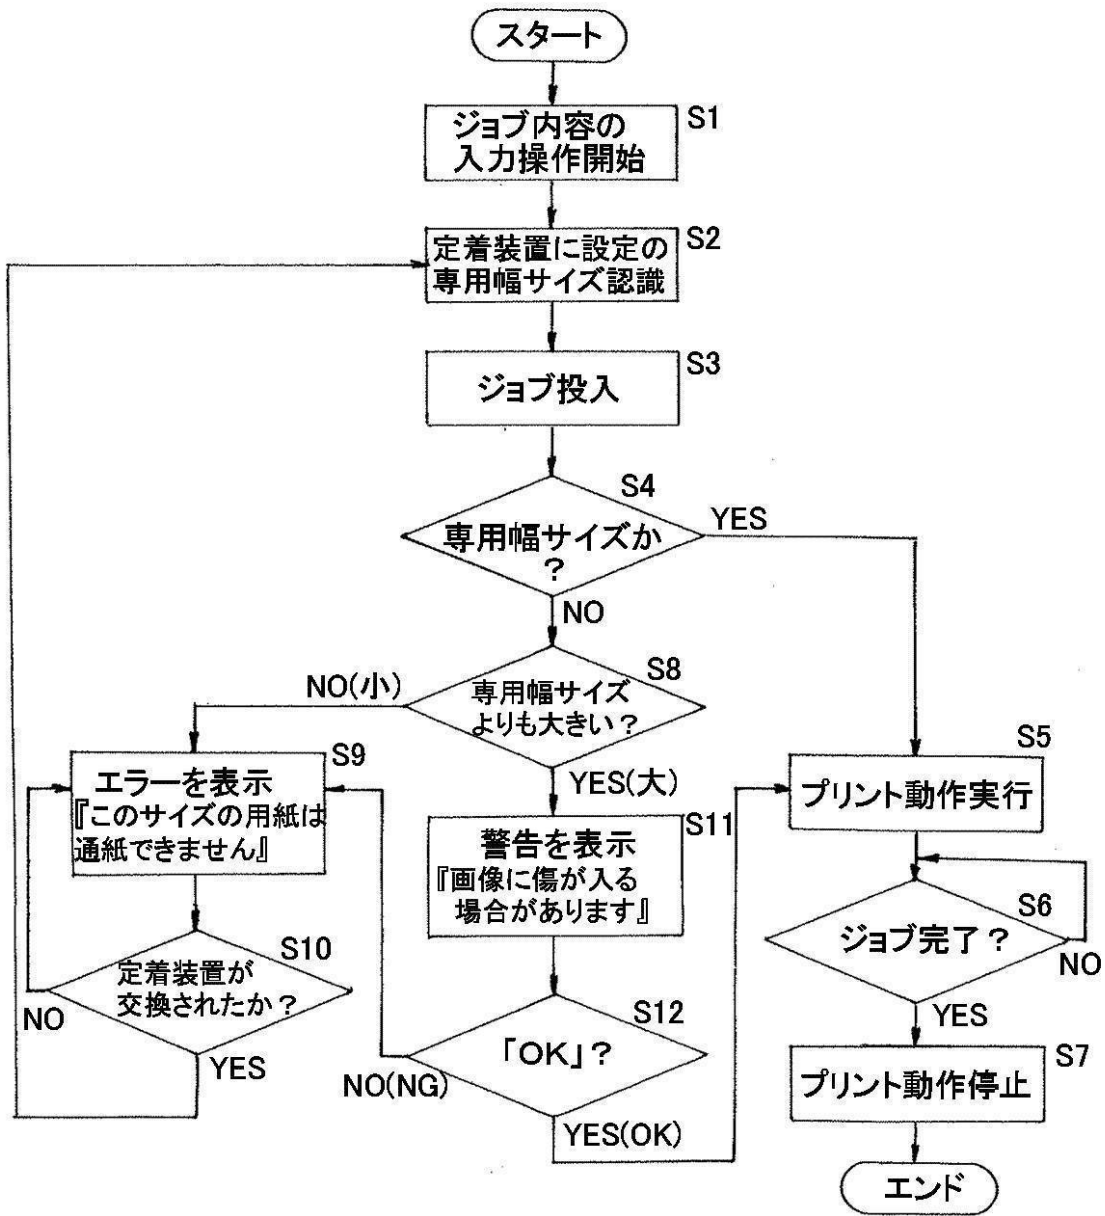 スタート
ジョブ内容の
入力操作開始
S1
定着装置に設定の
専用幅サイズ認識
S2
ジョブ投入
S3
S4
専用幅サイズか
？
YES
NO
S8
専用幅サイズ
よりも大きい？
NO(小)
YES(大)
S9
エラーを表示
『このサイズの用紙は
通紙できません』
S10
定着装置が
交換されたか？
NO
YES
S11
警告を表示
『画像に傷が入る
場合があります』
S12
「OK」？
NO(NG)
YES(OK)
S5
プリント動作実行
S6
ジョブ完了？
NO
YES
S7
プリント動作停止
エンド